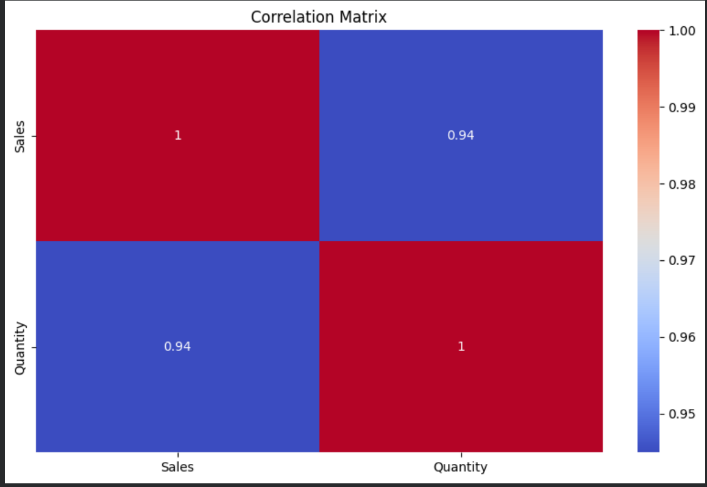 Correlation Matrix
Sales
1
0.94
Quantity
0.94
1
Sales
Quantity
1.00
0.99
0.98
0.97
0.96
0.95